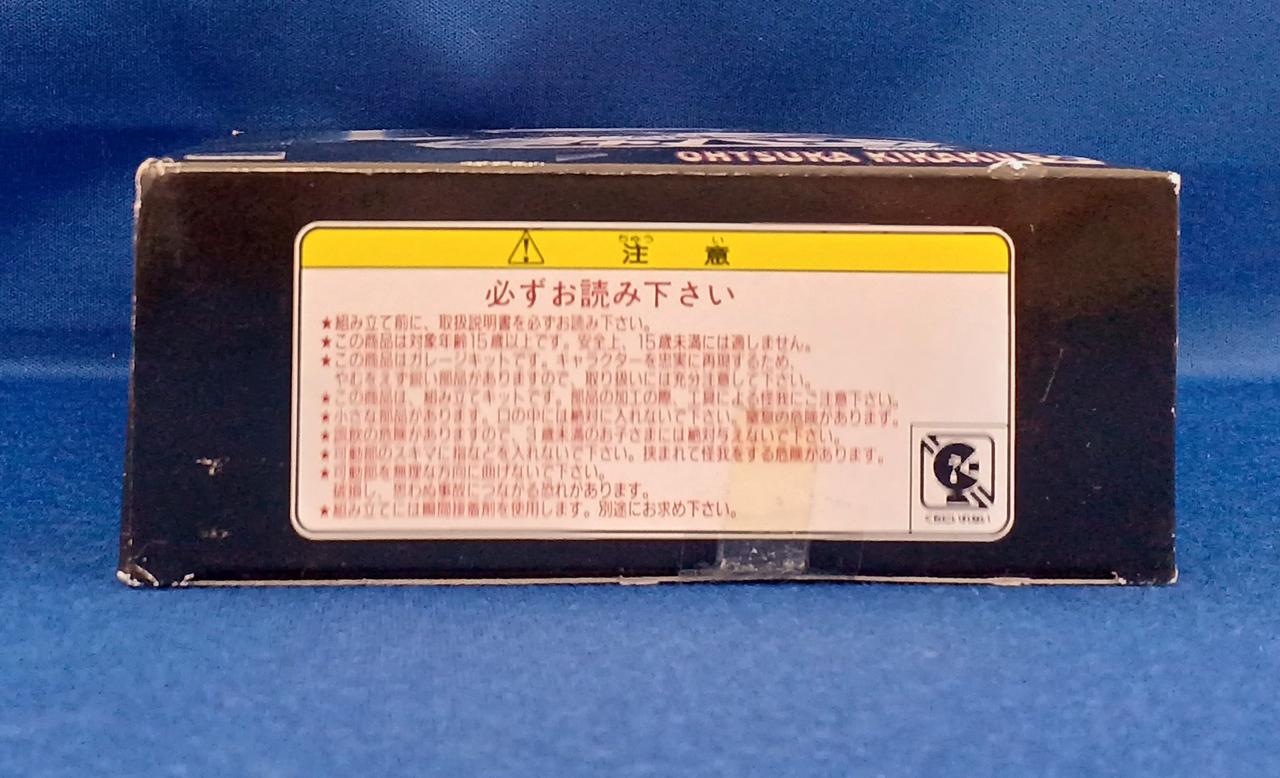 OHTSURA KIKAKU
ちゅう い
注 意
必ずお読み下さい
★組み立て前に、取扱説明書を必ずお読み下さい。
★この商品は対象年齢15歳以上です。安全上、15歳未満には適しません。
★この商品はガレージキットです。キャラクターを忠実に再現するため、
やむをえず鋭い部品がありますので、取り扱いには充分注意して下さい。
★この商品は、組み立てキットです。部品の加工の際、工具による怪我にご注意下さい。
★小さな部品があります。口の中には絶対に入れないで下さい。窒息の危険があります。
★誤飲の危険がありますので、3歳未満のお子さまには絶対与えないで下さい。
★可動部のスキマに指などを入れないで下さい。挟まれて怪我をする危険があります。
★可動部を無理な方向に曲げないで下さい。
破損し、思わぬ事故につながる恐れがあります。
★組み立てには瞬間接着剤を使用します。別途にお求め下さい。